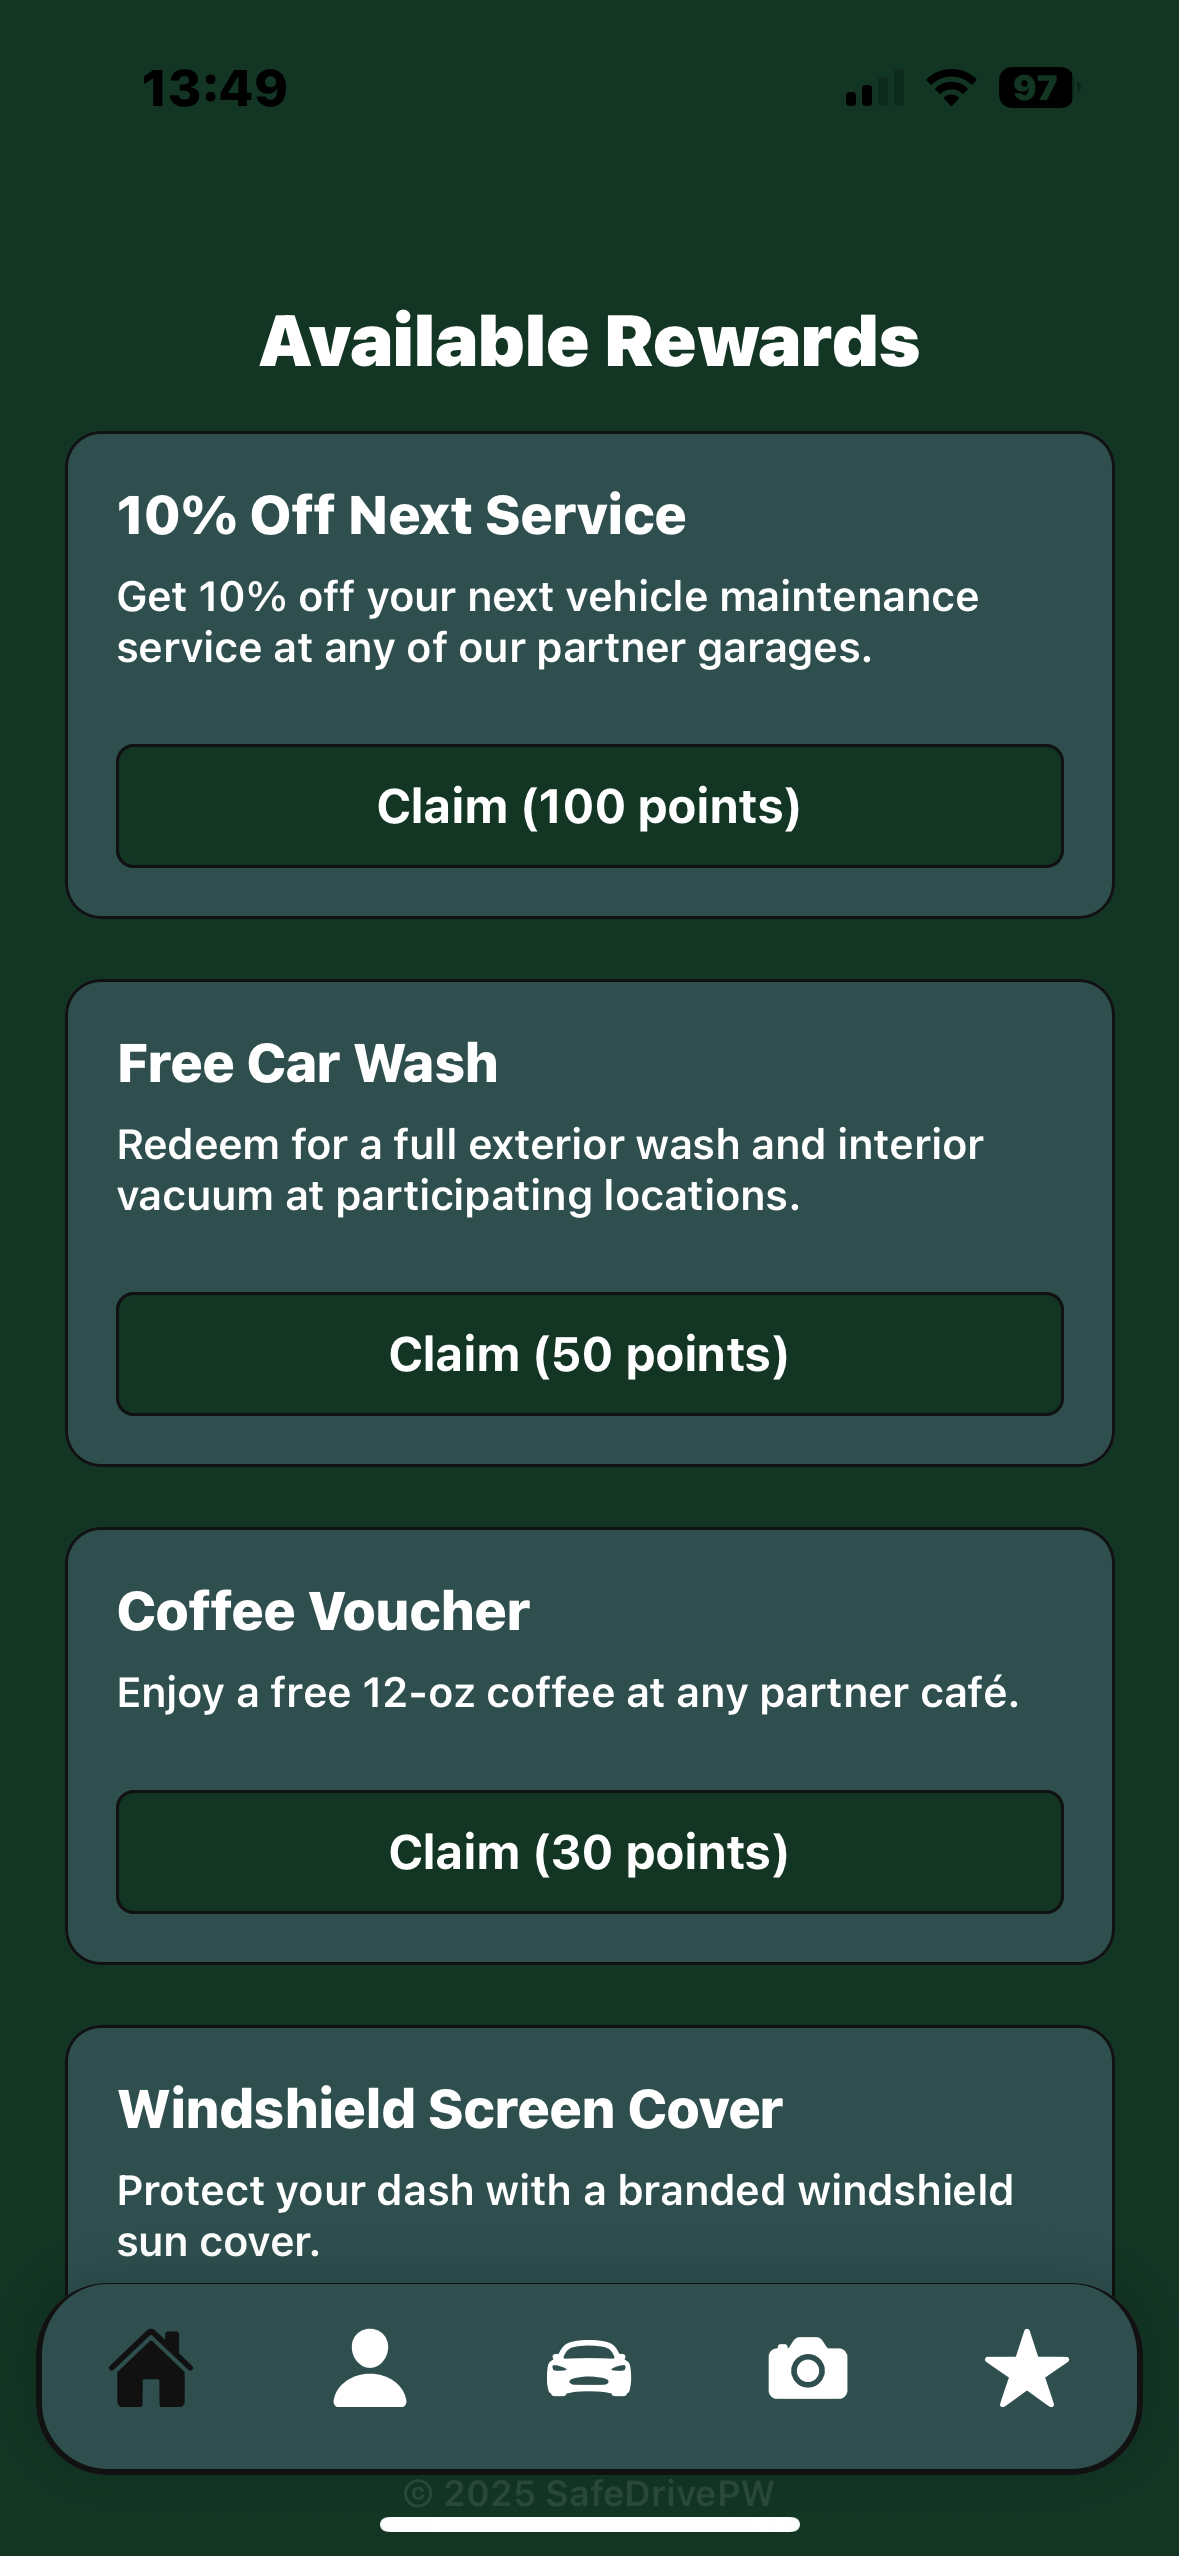 13:49
97
Available Rewards
10% Off Next Service
Get 10% off your next vehicle maintenance
service at any of our partner garages.
Claim (100 points)
Free Car Wash
Redeem for a full exterior wash and interior
vacuum at participating locations.
Claim (50 points)
Coffee Voucher
Enjoy a free 12-oz coffee at any partner café.
Claim (30 points)
Windshield Screen Cover
Protect your dash with a branded windshield
sun cover.
© 2025 SafeDrivePW